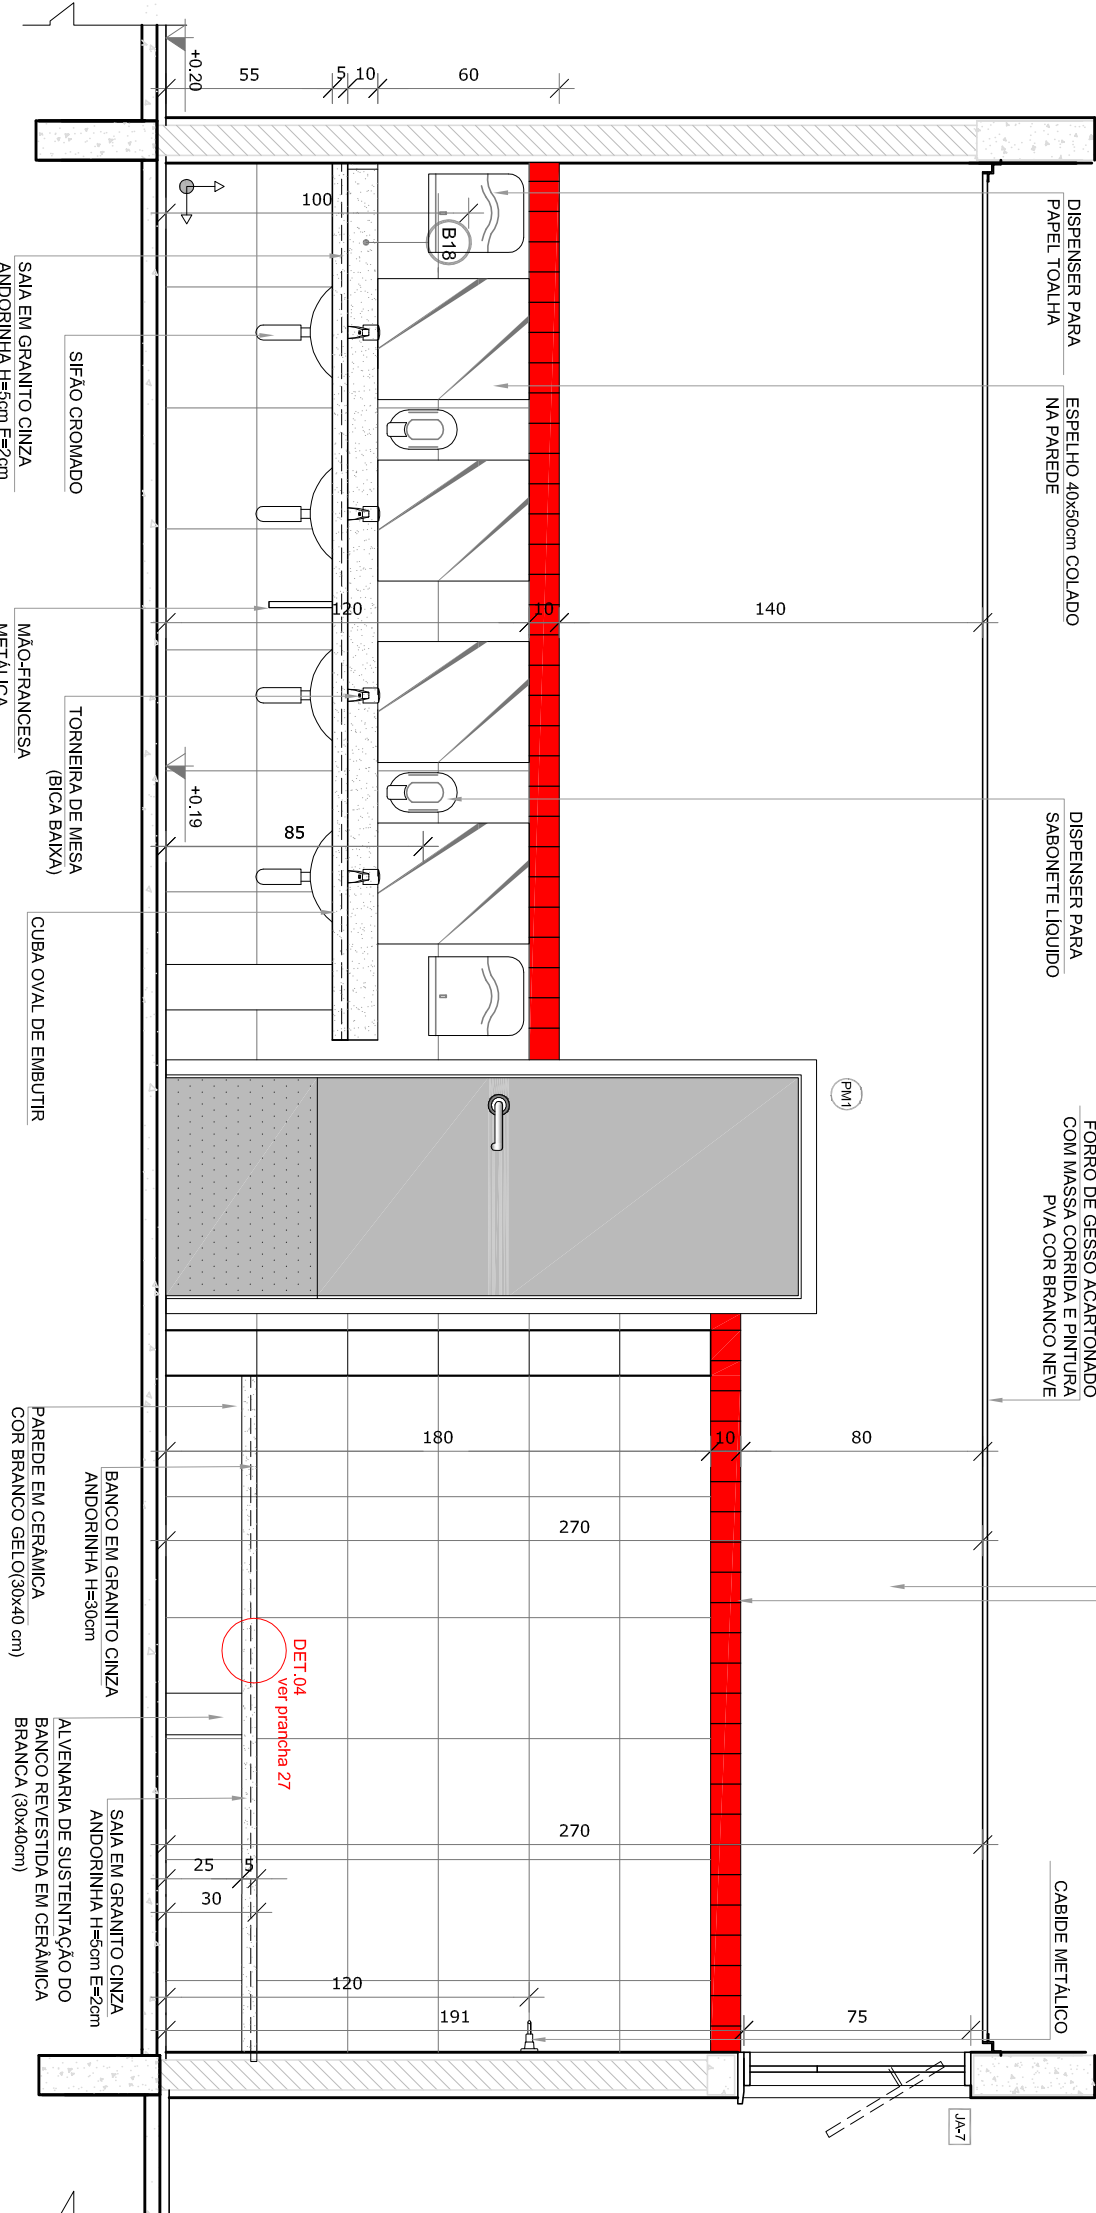 +0.20
55
5
10
60
100
B18
DISPENSER PARA
PAPEL TOALHA
ESPELHO 40x50cm COLADO
NA PAREDE
SAIA EM GRANITO CINZA
ANDORINHA H=5cm E=2cm
SIFÃO CROMADO
120
10
140
MÃO-FRANCESA
METÁLICA
TORNEIRA DE MESA
(BICA BAIXA)
+0.19
85
DISPENSER PARA
SABONETE LÍQUIDO
CUBA OVAL DE EMBUTIR
PM1
FORRO DE GESSO ACARTONADO
COM MASSA CORRIDA E PINTURA
PVA COR BRANCO NEVE
180
10
80
270
PAREDE EM CERÂMICA
COR BRANCO GELO(30x40 cm)
BANCO EM GRANITO CINZA
ANDORINHA H=30cm
DET.04
ver prancha 27
ALVENARIA DE SUSTENTAÇÃO DO
BANCO REVESTIDA EM CERÂMICA
BRANCA (30x40cm)
SAIA EM GRANITO CINZA
ANDORINHA H=5cm E=2cm
270
25
5
30
120
191
75
CABIDE METÁLICO
JA-7